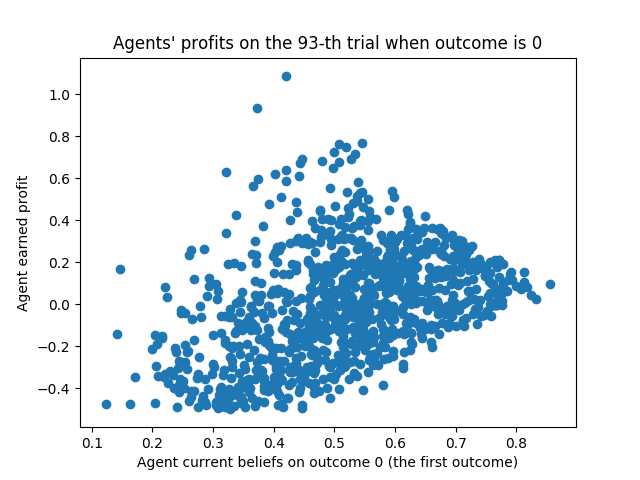 Agents' profits on the 93-th trial when outcome is 0
1.0
0.8
0.6
0.4
0.2
0.0
−0.2
−0.4
Agent earned profit
0.1 0.2 0.3 0.4 0.5 0.6 0.7 0.8
Agent current beliefs on outcome 0 (the first outcome)